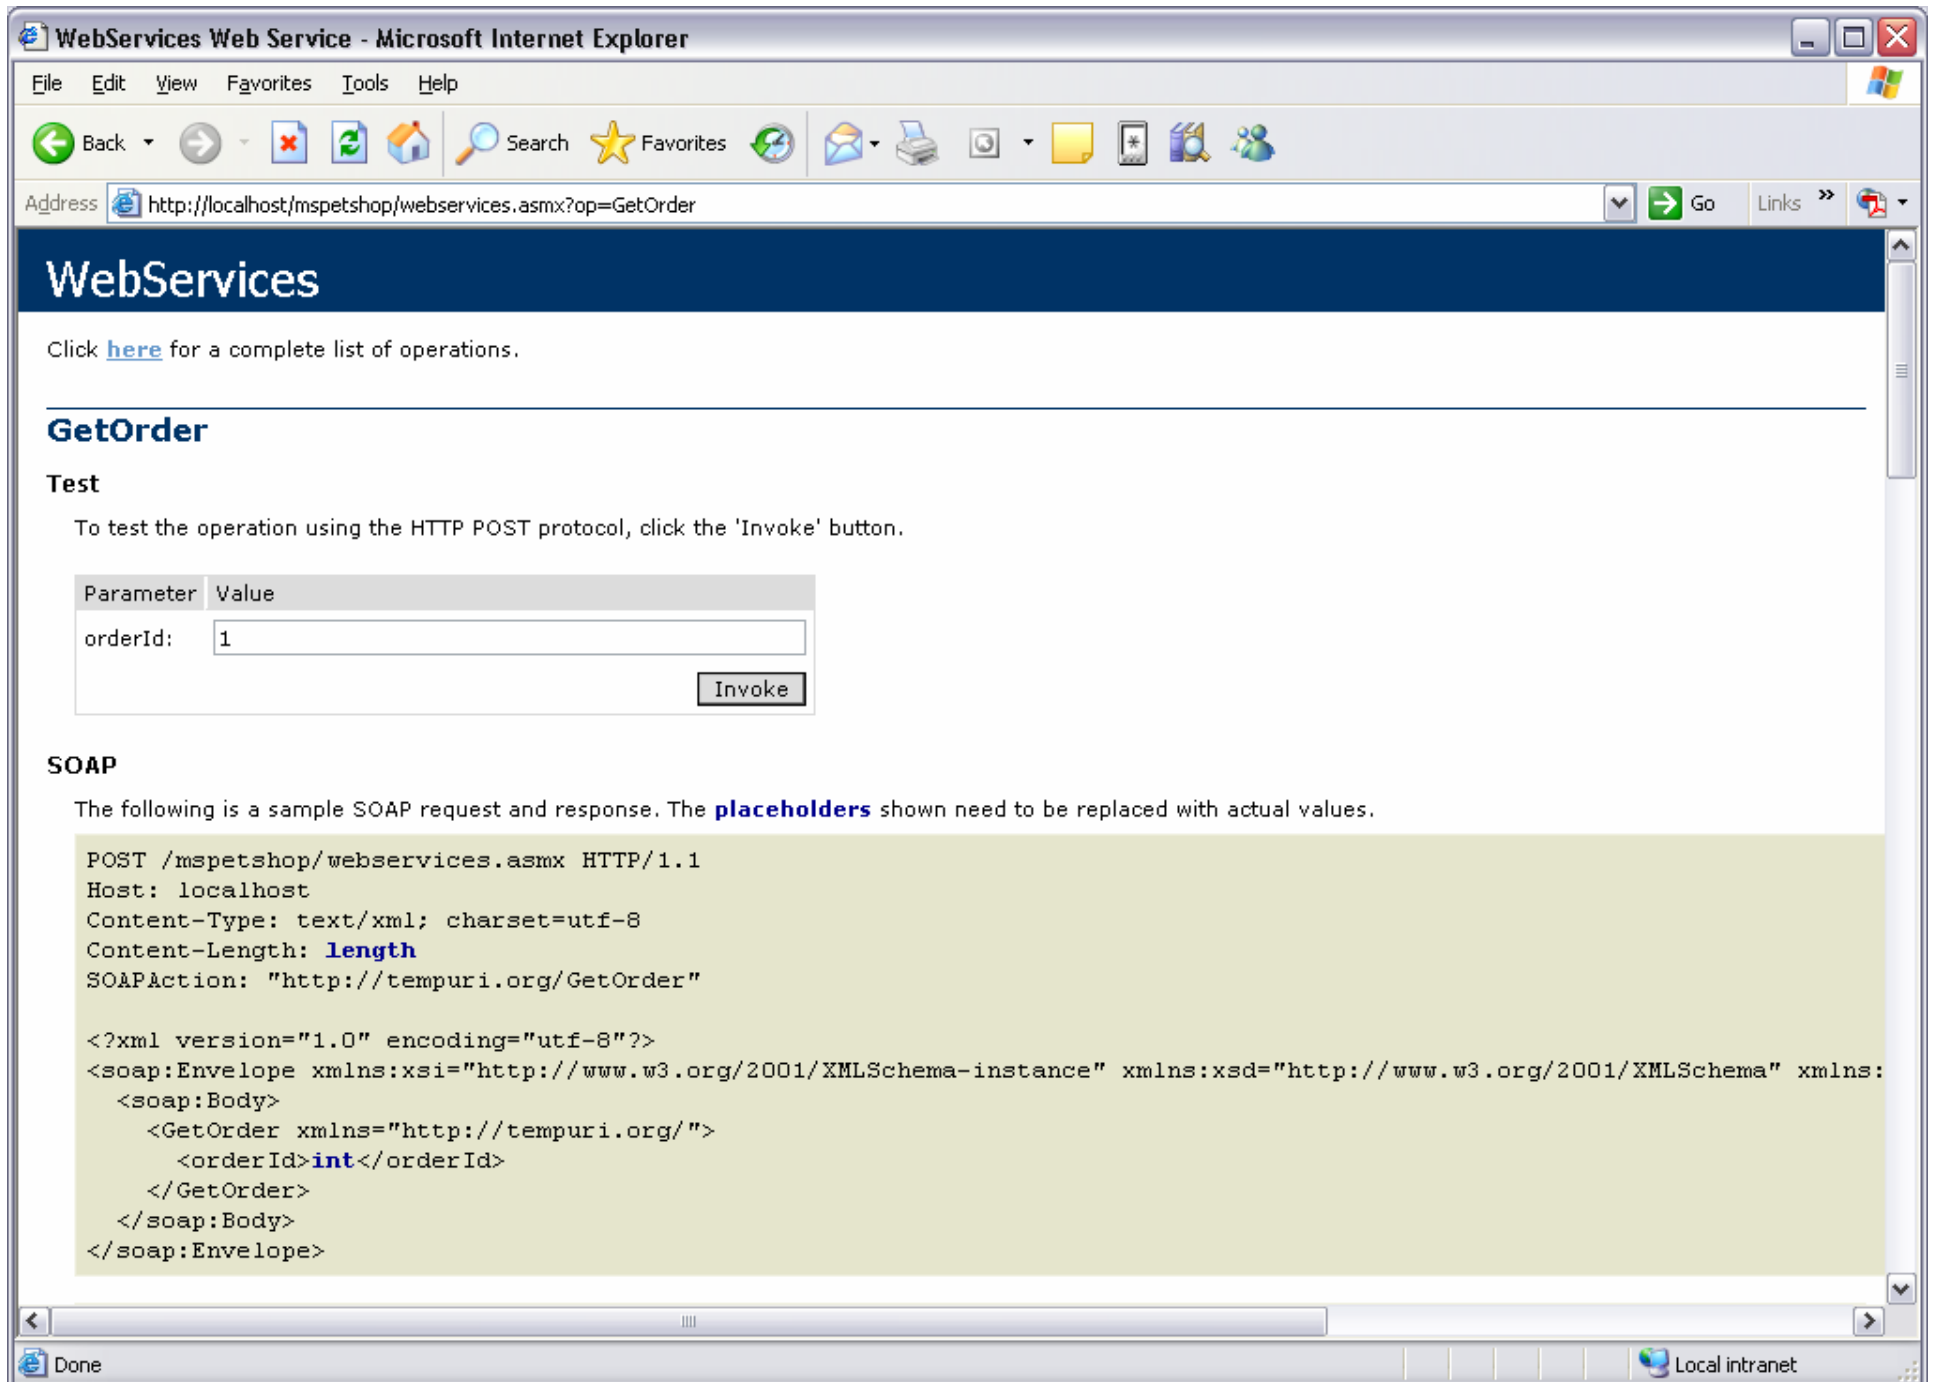 WebServices Web Service - Microsoft Internet Explorer
File Edit View Favorites Tools Help
Back Search Favorites
Address http://localhost/mspetshop/webservices.asmx?op=GetOrder Go Links »
WebServices
Click here for a complete list of operations.
GetOrder
Test
To test the operation using the HTTP POST protocol, click the 'Invoke' button.
Parameter Value
orderId: 1
Invoke
SOAP
The following is a sample SOAP request and response. The placeholders shown need to be replaced with actual values.
POST /mspetshop/webservices.asmx HTTP/1.1
Host: localhost
Content-Type: text/xml; charset=utf-8
Content-Length: length
SOAPAction: "http://tempuri.org/GetOrder"
<?xml version="1.0" encoding="utf-8"?>
<soap:Envelope xmlns:xsi="http://www.w3.org/2001/XMLSchema-instance" xmlns:xsd="http://www.w3.org/2001/XMLSchema" xmlns:
<soap:Body>
<GetOrder xmlns="http://tempuri.org/">
<orderId>int</orderId>
</GetOrder>
</soap:Body>
</soap:Envelope>
Done Local intranet